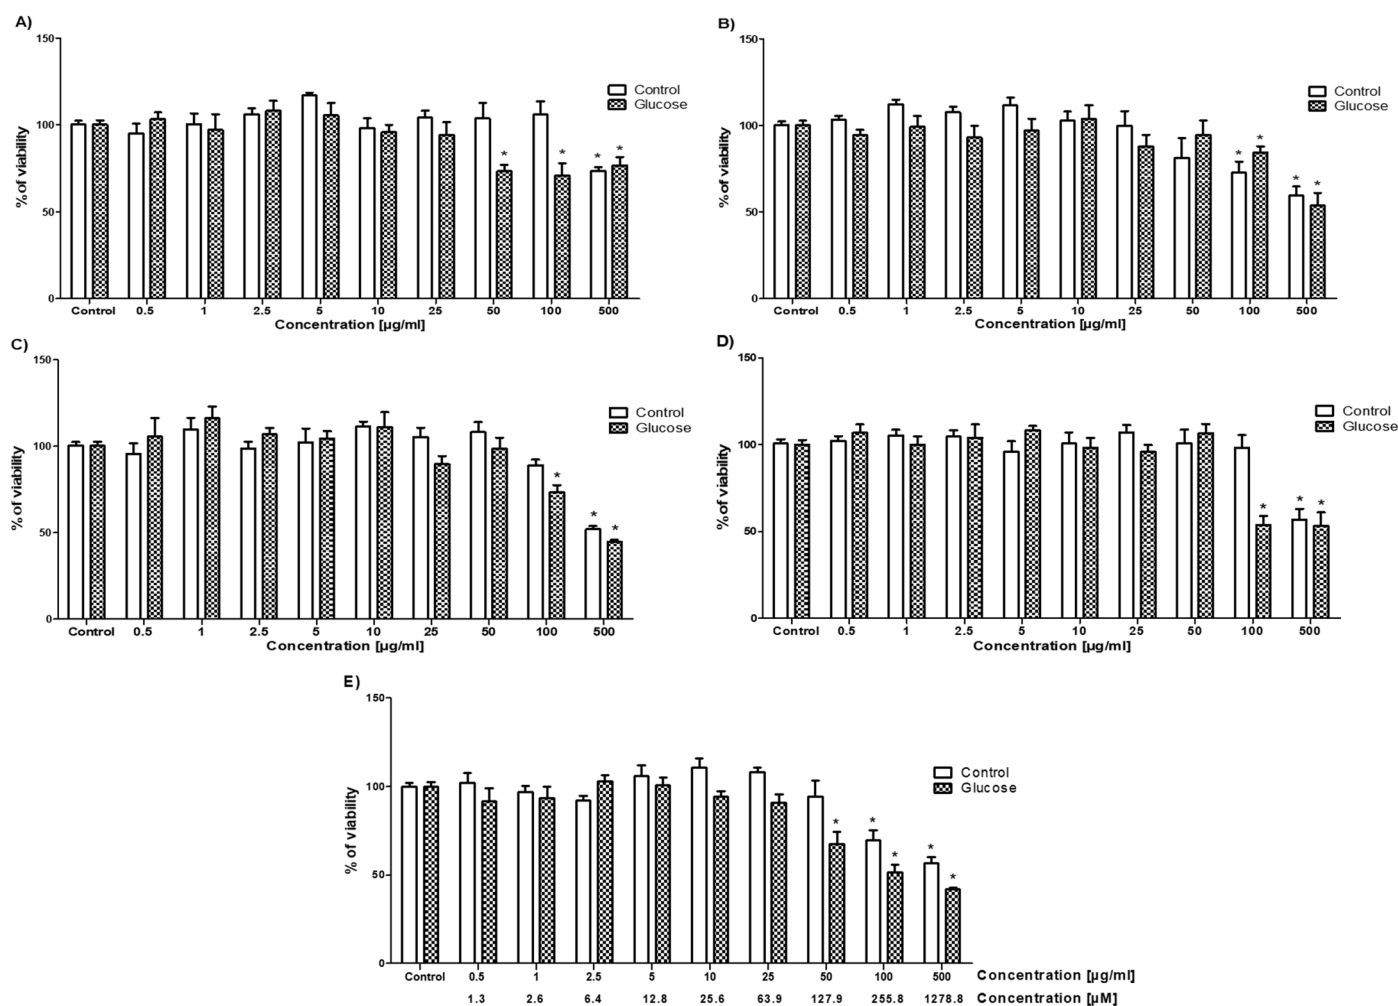 A)
150
100
50
0
% of viability
Control
Glucose
* * * *
Control 0.5 1 2.5 5 10 25 50 100 500
Concentration [µg/ml]
B)
150
100
50
0
% of viability
Control
Glucose
* * * *
Control 0.5 1 2.5 5 10 25 50 100 500
Concentration [µg/ml]
C)
150
100
50
0
% of viability
Control
Glucose
* * *
Control 0.5 1 2.5 5 10 25 50 100 500
Concentration [µg/ml]
D)
150
100
50
0
% of viability
Control
Glucose
* * *
Control 0.5 1 2.5 5 10 25 50 100 500
Concentration [µg/ml]
E)
150
100
50
0
% of viability
Control
Glucose
* * * * *
Control 0.5 1 2.5 5 10 25 50 100 500 Concentration [µg/ml]
1.3 2.6 6.4 12.8 25.6 63.9 127.9 255.8 1278.8 Concentration [µM]